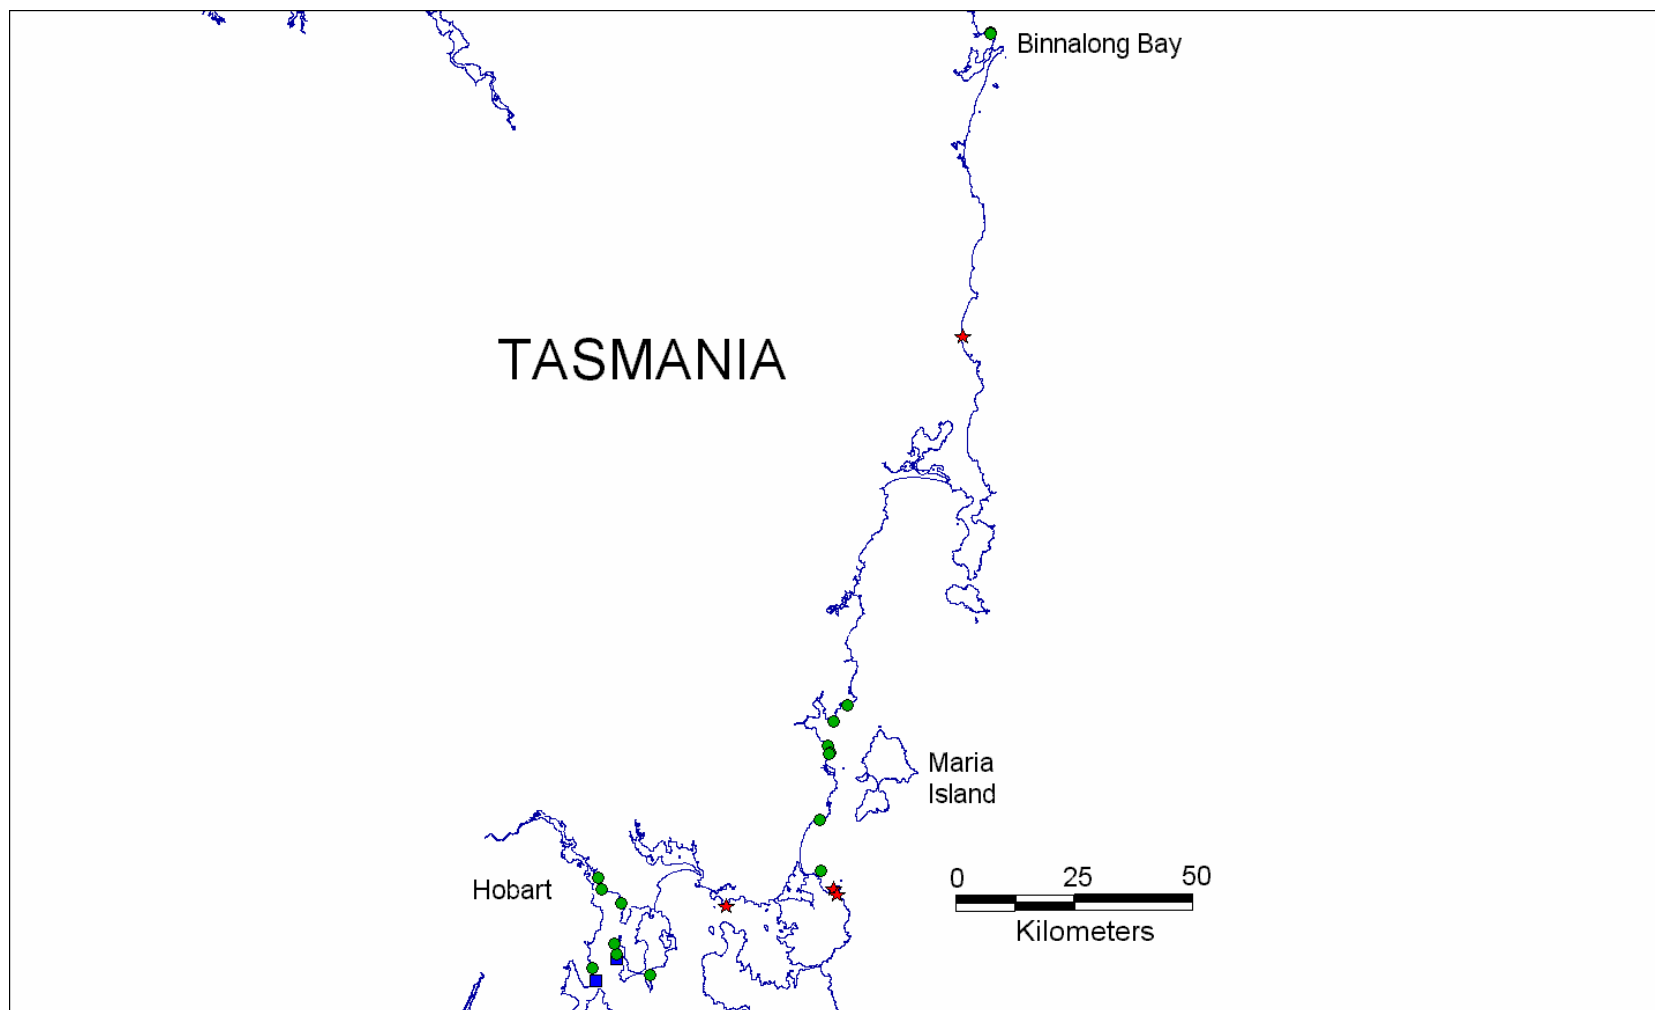 Binnalong Bay
TASMANIA
Maria
Island
Hobart
0 25 50
Kilometers